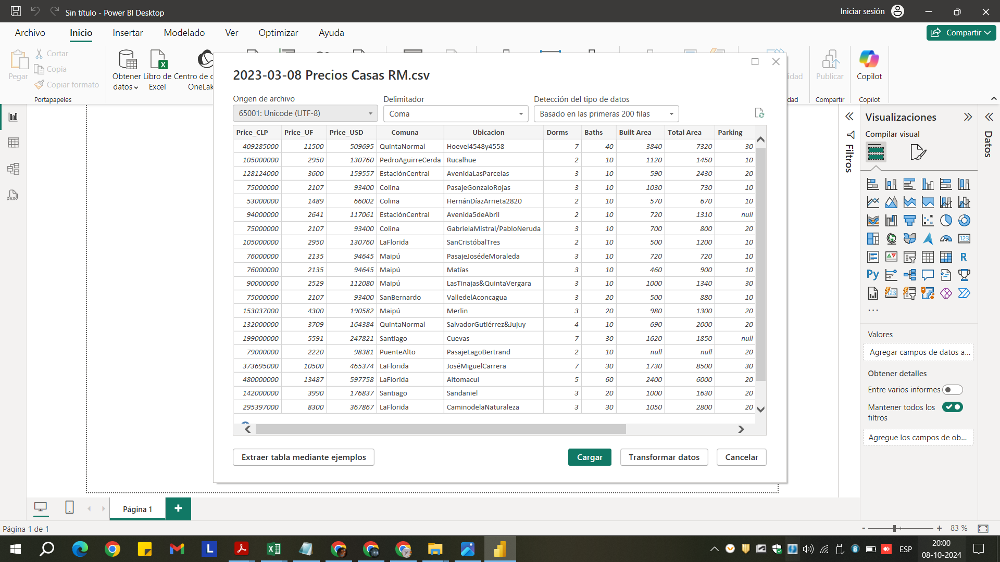 Sin título - Power BI Desktop
Iniciar sesión
Archivo Inicio Insertar Modelado Ver Optimizar Ayuda
Compartir
Pegar
Cortar
Copia
Copiar formato
Portapapeles
Obtener datos
Libro de Excel
Centro de
OneLak
Publicar
Compartir
Copilot
Copilot
2023-03-08 Precios Casas RM.csv
Origen de archivo Delimitador Detección del tipo de datos
65001: Unicode (UTF-8) Coma Basado en las primeras 200 filas
Price_CLP Price_UF Price_USD Comuna Ubicacion Dorms Baths Built Area Total Area Parking
409285000 11500 509695 QuintaNormal Hoevel4548y4558 7 40 3840 7320 30
105000000 2950 130760 PedroAguirreCerda Rucalhue 2 10 1120 1450 10
128124000 3600 159557 EstaciónCentral AvenidaLasParcelas 3 10 590 2430 20
75000000 2107 93400 Colina PasajeGonzaloRojas 3 10 1030 730 10
53000000 1489 66002 Colina HernánDíazArrieta2820 2 10 570 670 10
94000000 2641 117061 EstaciónCentral Avenida5deAbril 2 10 720 1310 null
75000000 2107 93400 Colina GabrielaMistral/PabloNeruda 3 10 700 800 20
105000000 2950 130760 LaFlorida SanCristóbalTres 2 10 500 1200 10
76000000 2135 94645 Maipú PasajeJosédeMoraleda 3 10 720 720 10
76000000 2135 94645 Maipú Matías 3 10 460 900 10
90000000 2529 112080 Maipú LasTinajas&QuintaVergara 3 10 1000 1340 30
75000000 2107 93400 SanBernardo ValledelAconcagua 3 20 500 880 10
153037000 4300 190582 Maipú Merlin 3 20 980 1300 20
132000000 3709 164384 QuintaNormal SalvadorGutiérrez&Jujuy 4 10 690 2000 20
199000000 5591 247821 Santiago Cuevas 7 30 1620 1850 null
79000000 2220 98381 PuenteAlto PasajeLagoBertrand 2 10 null null 20
373695000 10500 465374 LaFlorida JoséMiguelCarrera 7 30 1730 8500 30
480000000 13487 597758 LaFlorida Altomacul 5 60 2400 6000 20
142000000 3990 176837 Santiago Sandaniel 3 20 1000 1630 20
295397000 8300 367867 LaFlorida CaminodelaNaturaleza 3 30 1050 2800 20
Extraer tabla mediante ejemplos Cargar Transformar datos Cancelar
Filtros
Visualizaciones
Compilar visual
Datos
Valores
Agregar campos de datos a...
Obtener detalles
Entre varios informes
Mantener todos los filtros
Agregue los campos de ob...
Página 1
Página 1 de 1
- + 83 %
ESP
20:00
08-10-2024